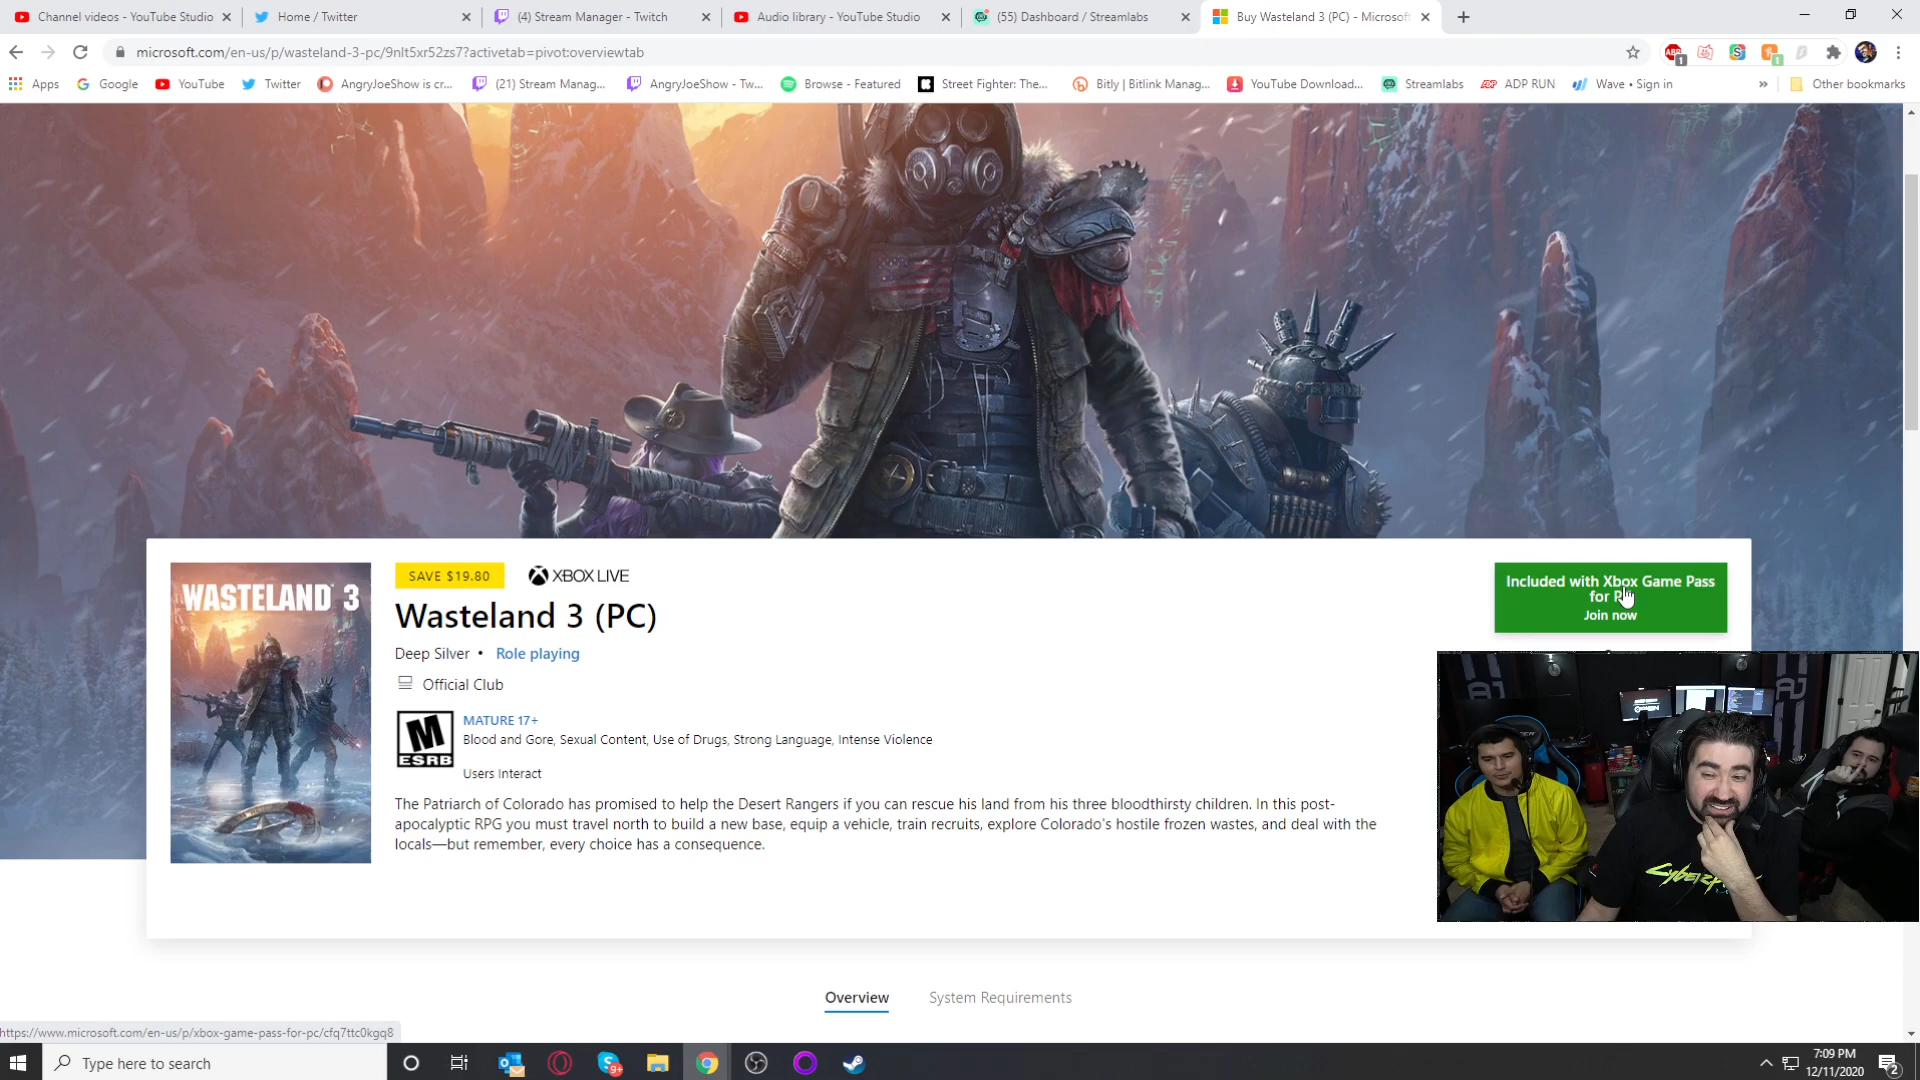 Channel videos - YouTube Studio
Home / Twitter
(4) Stream Manager - Twitch
Audio library - YouTube Studio
(55) Dashboard / Streamlabs
Buy Wasteland 3 (PC) - Microsoft
microsoft.com/en-us/p/wasteland-3-pc/9nlt5xr52zs7?activetab=pivot:overviewtab
ABP
1
1
Apps
Google
YouTube
Twitter
AngryJoeShow is cr...
(21) Stream Manag...
AngryJoeShow - Tw...
Browse - Featured
Street Fighter: The...
Bitly | Bitlink Manag...
YouTube Download...
Streamlabs
ADP RUN
Wave • Sign in
»
Other bookmarks
WASTELAND 3
SAVE $19.80
XBOX LIVE
Wasteland 3 (PC)
Deep Silver • Role playing
Official Club
M
ESRB
MATURE 17+
Blood and Gore, Sexual Content, Use of Drugs, Strong Language, Intense Violence
Users Interact
The Patriarch of Colorado has promised to help the Desert Rangers if you can rescue his land from his three bloodthirsty children. In this post-
apocalyptic RPG you must travel north to build a new base, equip a vehicle, train recruits, explore Colorado's hostile frozen wastes, and deal with the
locals—but remember, every choice has a consequence.
Included with Xbox Game Pass
for P
Join now
AJ
Overview
System Requirements
https://www.microsoft.com/en-us/p/xbox-game-pass-for-pc/cfq7ttc0kgq8
Type here to search
9+
7:09 PM
12/11/2020
2